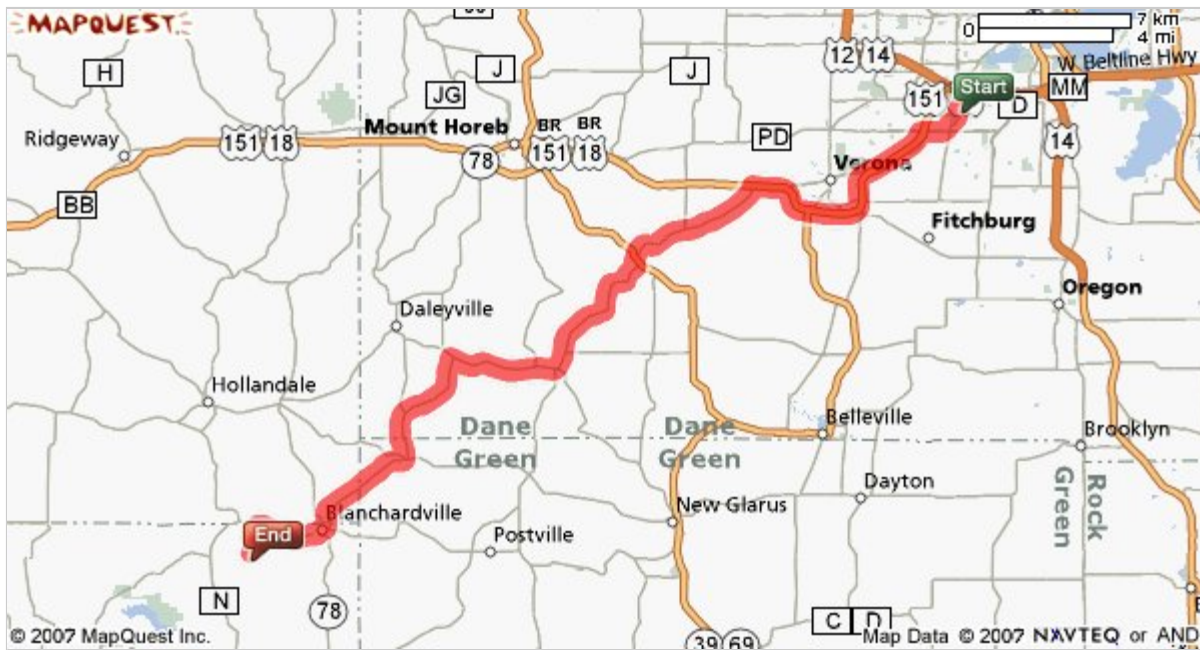 MAPQUEST
7 km
0
4 mi
12 14
W Beltline Hwy
H
J
J
Start
MM
JG
151
D
Mount Horeb
BR
BR
PD
14
Ridgeway
151 18
78
151
18
Verona
BB
Fitchburg
Oregon
Daleyville
Hollandale
Belleville
Dane
Dane
Brooklyn
Green
Green
Dayton
Green
Rock
New Glarus
Blanchardville
End
Postville
N
78
C
D
39 69
© 2007 MapQuest Inc.
Map Data © 2007 NAVTEQ or AND